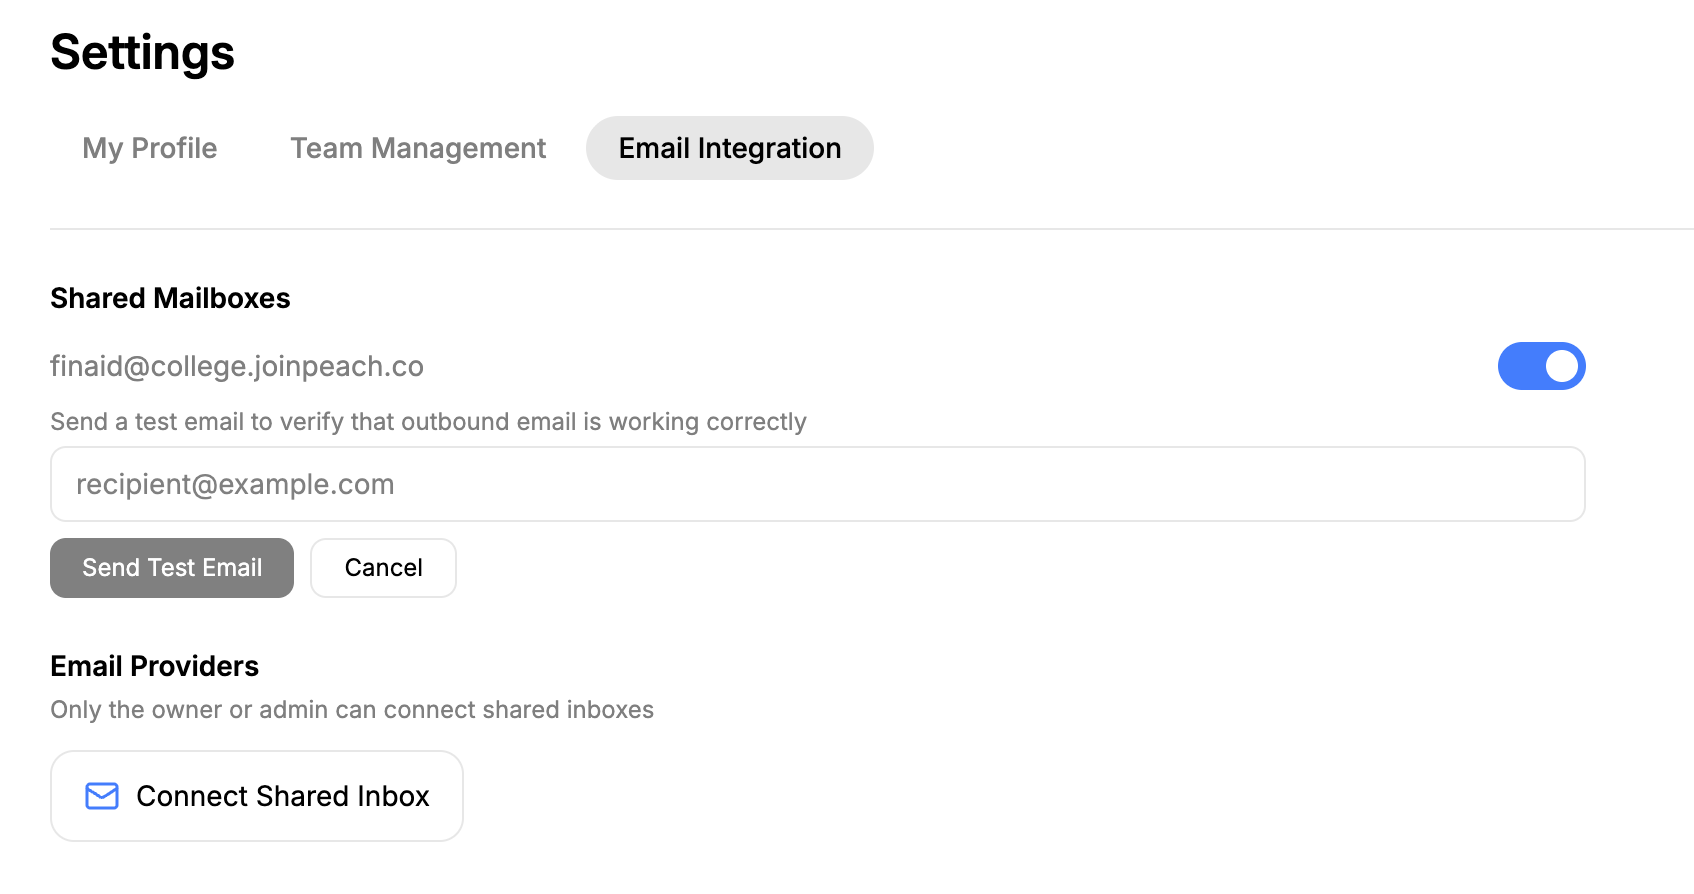 Settings
My Profile Team Management Email Integration
Shared Mailboxes
finaid@college.joinpeach.co
Send a test email to verify that outbound email is working correctly
recipient@example.com
Send Test Email Cancel
Email Providers
Only the owner or admin can connect shared inboxes
Connect Shared Inbox